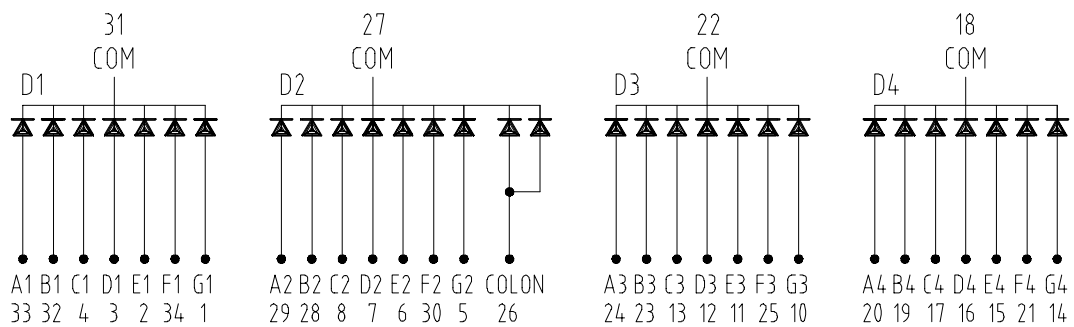 31 27 22 18
COM COM COM COM
D1 D2 D3 D4
A1 B1 C1 D1 E1 F1 G1 A2 B2 C2 D2 E2 F2 G2 COLON A3 B3 C3 D3 E3 F3 G3 A4 B4 C4 D4 E4 F4 G4
33 32 4 3 2 34 1 29 28 8 7 6 30 5 26 24 23 13 12 11 25 10 20 19 17 16 15 21 14